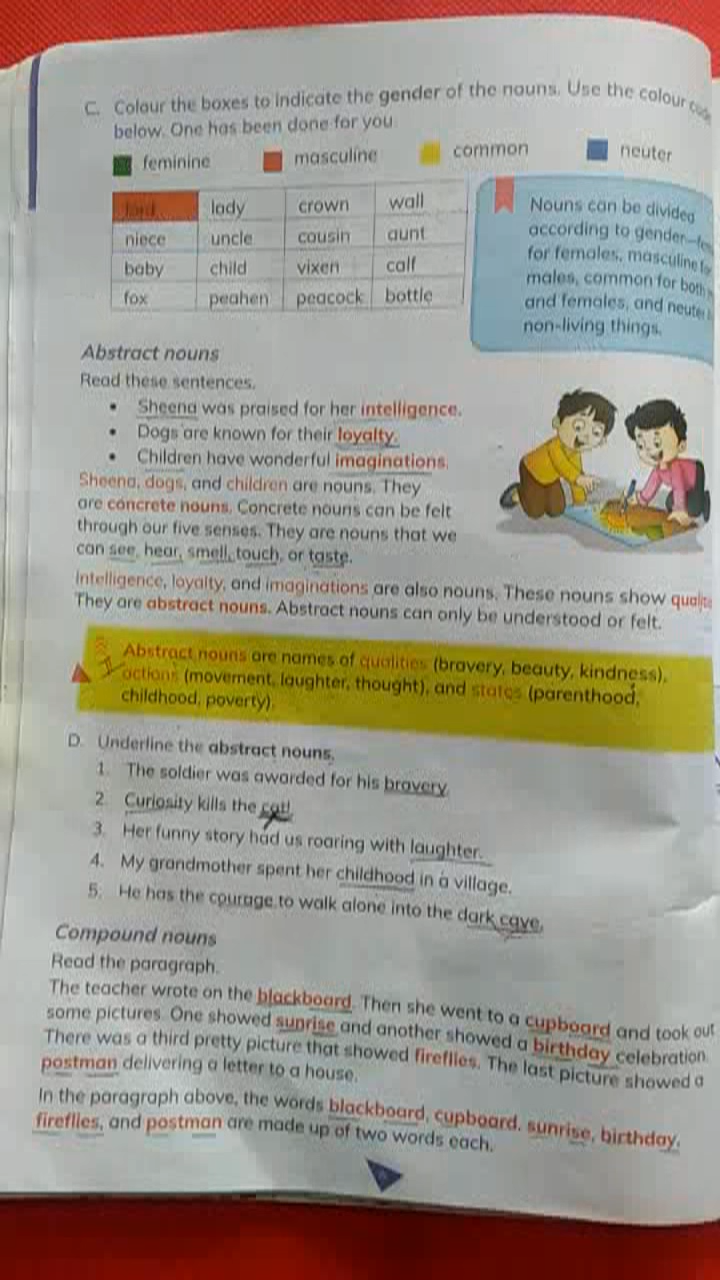 C. Colour the boxes to indicate the gender of the nouns. Use the colour code
below. One has been done for you
feminine masculine common neuter
lord lady crown wall
niece uncle cousin aunt
baby child vixen calf
fox peahen peacock bottle
Nouns can be divided
according to gender—
for females, masculine for
males, common for both
and females, and neuter
non-living things.
Abstract nouns
Read these sentences.
• Sheena was praised for her intelligence.
• Dogs are known for their loyalty.
• Children have wonderful imaginations.
Sheena, dogs, and children are nouns. They
are concrete nouns. Concrete nouns can be felt
through our five senses. They are nouns that we
can see, hear, smell, touch, or taste.
Intelligence, loyalty, and imaginations are also nouns. These nouns show
They are abstract nouns. Abstract nouns can only be understood or felt.
Abstract nouns are names of qualities (bravery, beauty, kindness),
actions (movement, laughter, thought), and states (parenthood,
childhood, poverty).
D. Underline the abstract nouns.
1. The soldier was awarded for his bravery.
2. Curiosity kills the cat!
3. Her funny story had us roaring with laughter.
4. My grandmother spent her childhood in a village.
5. He has the courage to walk alone into the dark cave.
Compound nouns
Read the paragraph.
The teacher wrote on the blackboard. Then she went to a cupboard and took out
some pictures. One showed sunrise and another showed a birthday celebration.
There was a third pretty picture that showed fireflies. The last picture showed a
postman delivering a letter to a house.
In the paragraph above, the words blackboard, cupboard, sunrise, birthday,
fireflies, and postman are made up of two words each.